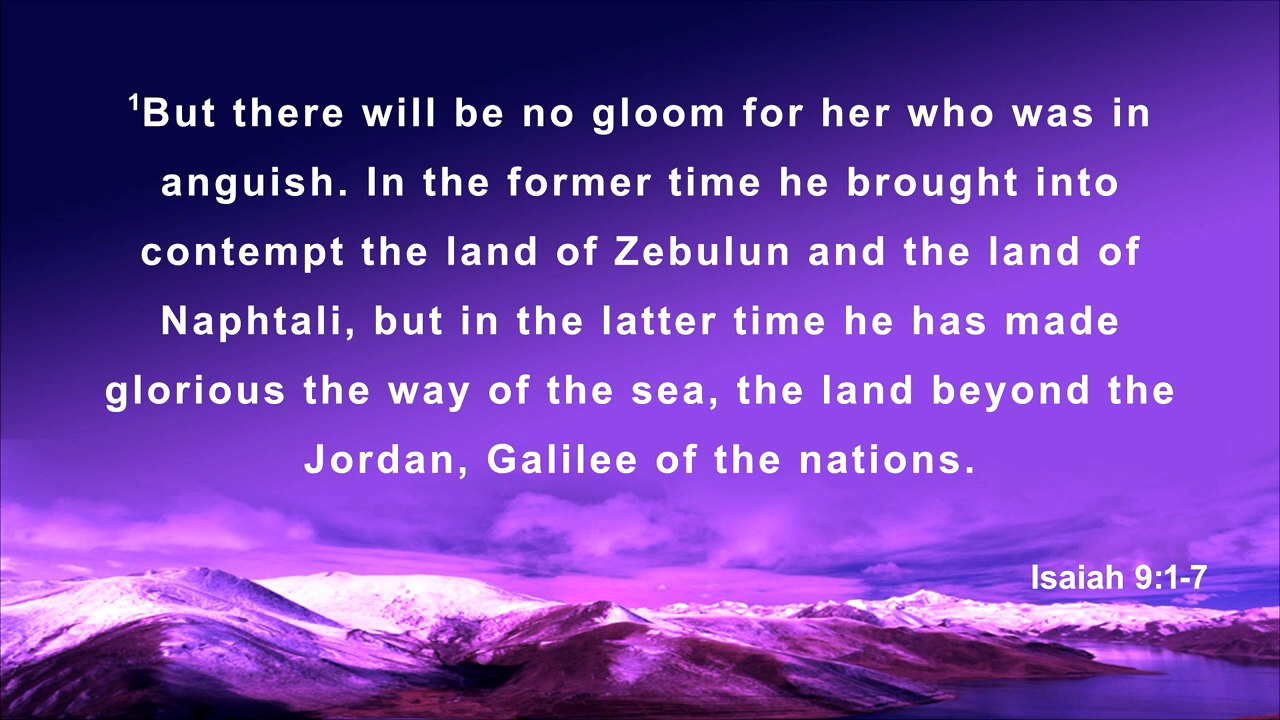 ¹But there will be no gloom for her who was in
anguish. In the former time he brought into
contempt the land of Zebulun and the land of
Naphtali, but in the latter time he has made
glorious the way of the sea, the land beyond the
Jordan, Galilee of the nations.
Isaiah 9:1-7